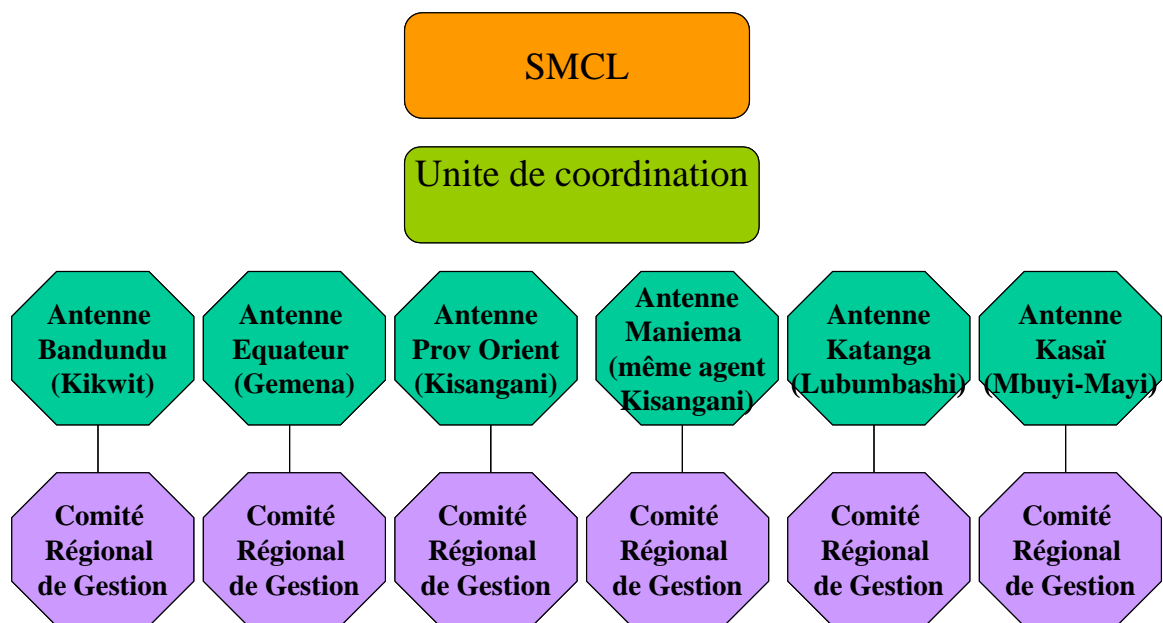 SMCL
Unite de coordination
Antenne
Bandundu
(Kikwit)
Antenne
Equateur
(Gemena)
Antenne
Prov Orient
(Kisangani)
Antenne
Maniema
(même agent
Kisangani)
Antenne
Katanga
(Lubumbashi)
Antenne
Kasaï
(Mbuyi-Mayi)
Comité
Régional
de Gestion
Comité
Régional
de Gestion
Comité
Régional
de Gestion
Comité
Régional
de Gestion
Comité
Régional
de Gestion
Comité
Régional
de Gestion